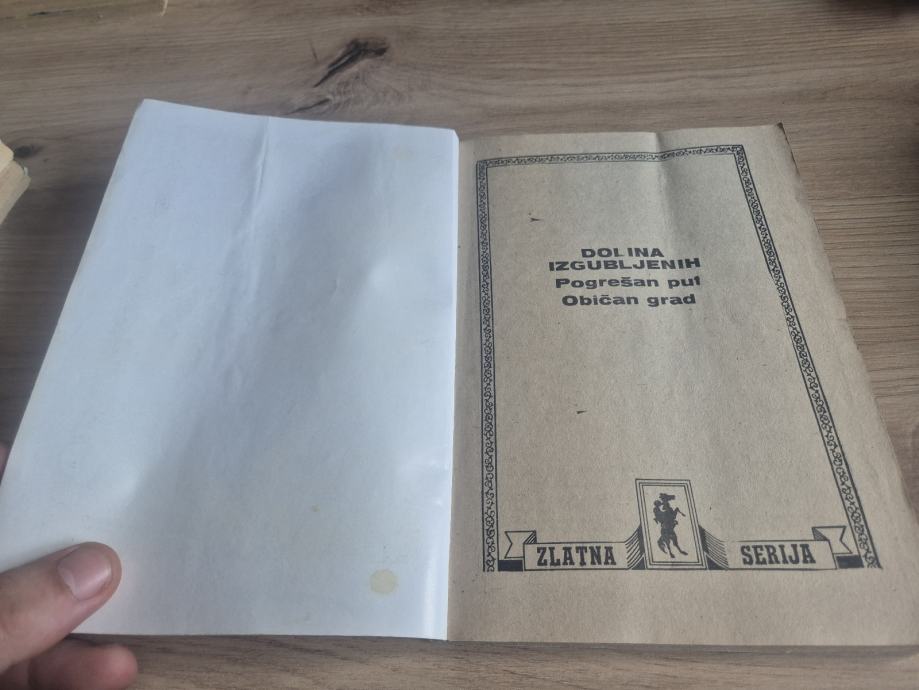 DOLINA
IZGUBLJENIH
Pogrešan put
Običan grad
ZLATNA SERIJA